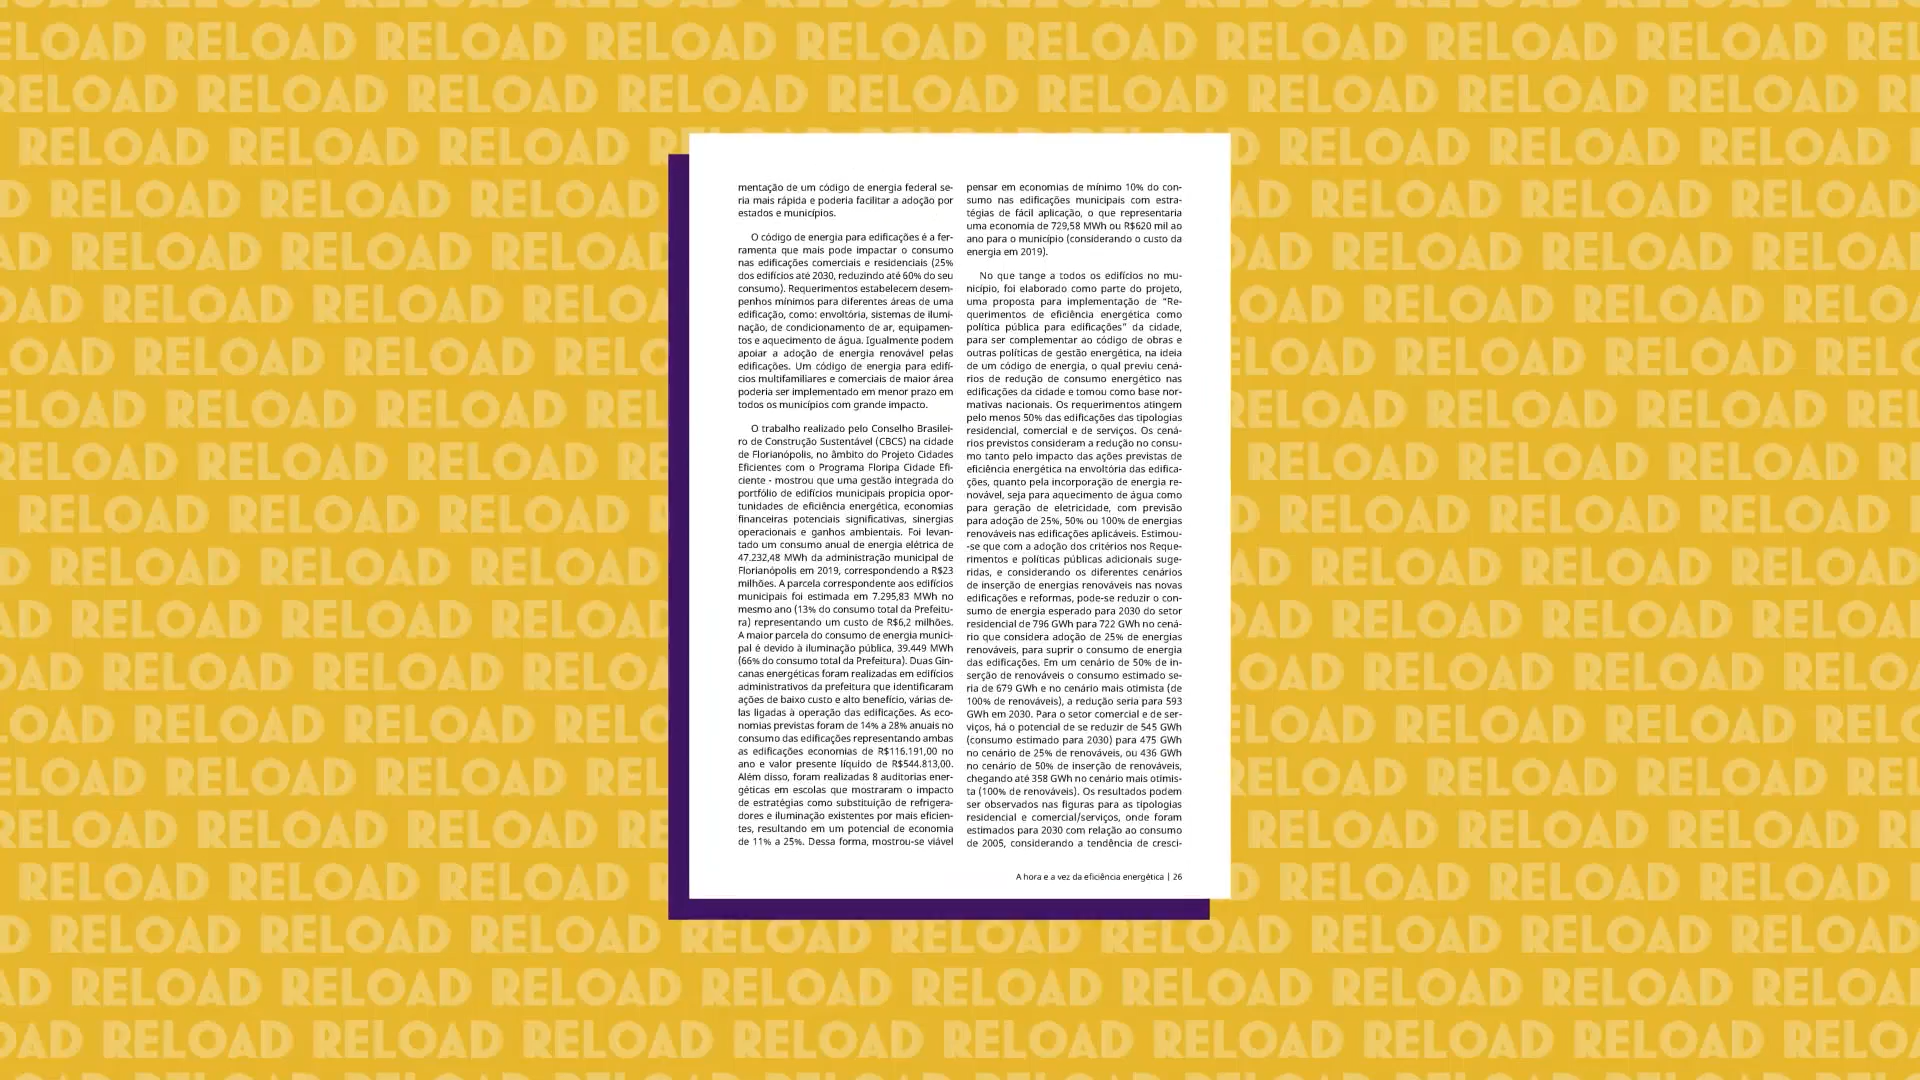 mentação de um código de energia federal se-
ria mais rápida e poderia facilitar a adoção por
estados e municípios.
O código de energia para edificações é a fer-
ramenta que mais pode impactar o consumo
nas edificações comerciais e residenciais (25%
dos edifícios até 2030, reduzindo até 60% do seu
consumo). Requerimentos estabelecem desem-
penhos mínimos para diferentes áreas de uma
edificação, como: envoltória, sistemas de ilumi-
nação, de condicionamento de ar, equipamen-
tos e aquecimento de água. Igualmente podem
apoiar a adoção de energia renovável pelas
edificações. Um código de energia para edifí-
cios multifamiliares e comerciais de maior área
poderia ser implementado em menor prazo em
todos os municípios com grande impacto.
O trabalho realizado pelo Conselho Brasilei-
ro de Construção Sustentável (CBCS) na cidade
de Florianópolis, no âmbito do Projeto Cidades
Eficientes com o Programa Floripa Cidade Efi-
ciente - mostrou que uma gestão integrada do
portfólio de edifícios municipais propicia opor-
tunidades de eficiência energética, economias
financeiras potenciais significativas, sinergias
operacionais e ganhos ambientais. Foi levan-
tado um consumo anual de energia elétrica de
47.232,48 MWh da administração municipal de
Florianópolis em 2019, correspondendo a R$23
milhões. A parcela correspondente aos edifícios
municipais foi estimada em 7.295,83 MWh no
mesmo ano (13% do consumo total da Prefeitu-
ra) representando um custo de R$6,2 milhões.
A maior parcela do consumo de energia munici-
pal é devido à iluminação pública, 39.449 MWh
(66% do consumo total da Prefeitura). Duas Gin-
canas energéticas foram realizadas em edifícios
administrativos da prefeitura que identificaram
ações de baixo custo e alto benefício, várias de-
las ligadas à operação das edificações. As eco-
nomias previstas foram de 14% a 28% anuais no
consumo das edificações representando ambas
as edificações economias de R$116.191,00 no
ano e valor presente líquido de R$544.813,00.
Além disso, foram realizadas 8 auditorias ener-
géticas em escolas que mostraram o impacto
de estratégias como substituição de refrigera-
dores e iluminação existentes por mais eficien-
tes, resultando em um potencial de economia
de 11% a 25%. Dessa forma, mostrou-se viável
pensar em economias de mínimo 10% do con-
sumo nas edificações municipais com estra-
tégias de fácil aplicação, o que representaria
uma economia de 729,58 MWh ou R$620 mil ao
ano para o município (considerando o custo da
energia em 2019).
No que tange a todos os edifícios no mu-
nicípio, foi elaborado como parte do projeto,
uma proposta para implementação de “Re-
querimentos de eficiência energética como
política pública para edificações” da cidade,
para ser complementar ao código de obras e
outras políticas de gestão energética, na ideia
de um código de energia, o qual previu cená-
rios de redução de consumo energético nas
edificações da cidade e tomou como base nor-
mativas nacionais. Os requerimentos atingem
pelo menos 50% das edificações das tipologias
residencial, comercial e de serviços. Os cená-
rios previstos consideram a redução no consu-
mo tanto pelo impacto das ações previstas de
eficiência energética na envoltória das edifica-
ções, quanto pela incorporação de energia re-
novável, seja para aquecimento de água como
para geração de eletricidade, com previsão
para adoção de 25%, 50% ou 100% de energias
renováveis nas edificações aplicáveis. Estimou-
-se que com a adoção dos critérios nos Reque-
rimentos e políticas públicas adicionais suge-
ridas, e considerando os diferentes cenários
de inserção de energias renováveis nas novas
edificações e reformas, pode-se reduzir o con-
sumo de energia esperado para 2030 do setor
residencial de 796 GWh para 722 GWh no cená-
rio que considera adoção de 25% de energias
renováveis, para suprir o consumo de energia
das edificações. Em um cenário de 50% de in-
serção de renováveis o consumo estimado se-
ria de 679 GWh e no cenário mais otimista (de
100% de renováveis), a redução seria para 593
GWh em 2030. Para o setor comercial e de ser-
viços, há o potencial de se reduzir de 545 GWh
(consumo estimado para 2030) para 475 GWh
no cenário de 25% de renováveis, ou 436 GWh
no cenário de 50% de inserção de renováveis,
chegando até 358 GWh no cenário mais otimis-
ta (100% de renováveis). Os resultados podem
ser observados nas figuras para as tipologias
residencial e comercial/serviços, onde foram
estimados para 2030 com relação ao consumo
de 2005, considerando a tendência de cresci-
A hora e a vez da eficiência energética | 26
RELOAD